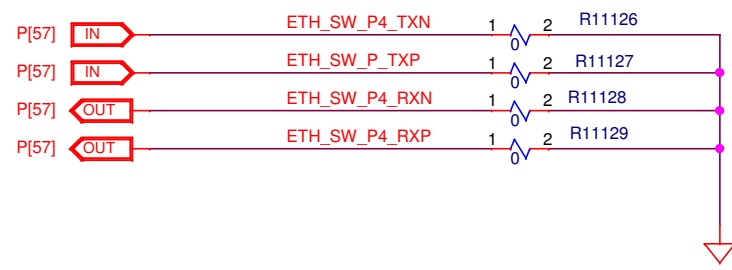 P[57] IN ETH_SW_P4_TXN 1 0 2 R11126
P[57] IN ETH_SW_P_TXP 1 0 2 R11127
P[57] OUT ETH_SW_P4_RXN 1 0 2 R11128
P[57] OUT ETH_SW_P4_RXP 1 0 2 R11129